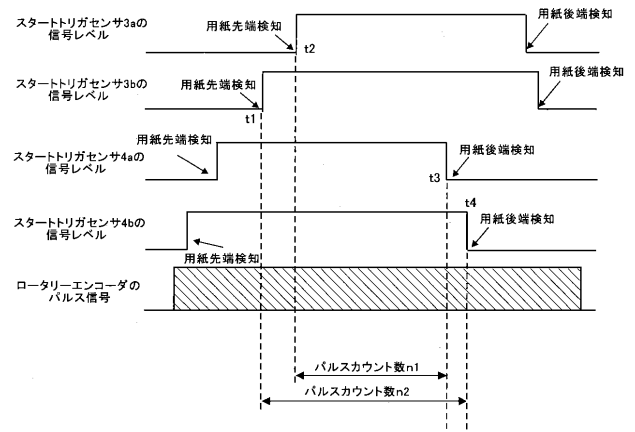 スタートトリガセンサ3aの
信号レベル
用紙先端検知
t2
用紙後端検知
スタートトリガセンサ3bの
信号レベル
用紙先端検知
t1
用紙後端検知
スタートトリガセンサ4aの
信号レベル
用紙先端検知
t3
用紙後端検知
スタートトリガセンサ4bの
信号レベル
用紙先端検知
t4
用紙後端検知
ロータリーエンコーダの
パルス信号
パルスカウント数n1
パルスカウント数n2